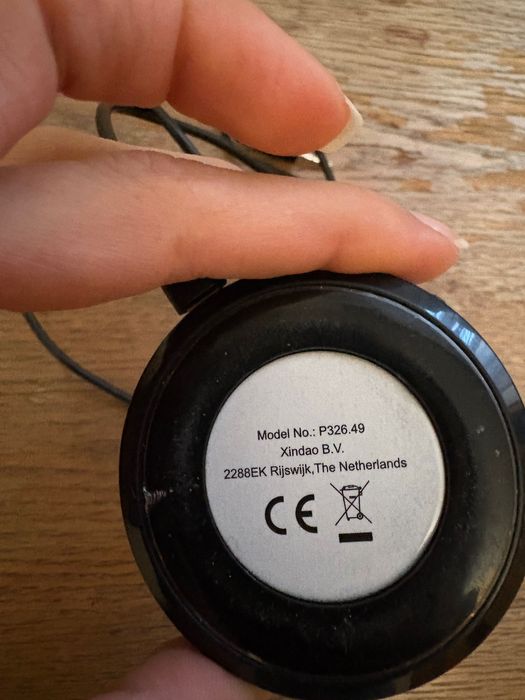 Model No.: P326.49
Xindao B.V.
2288EK Rijswijk,The Netherlands
CE